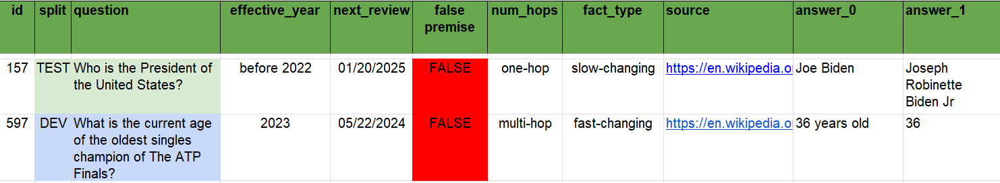 id split question effective_year next_review false premise num_hops fact_type source answer_0 answer_1
157 TEST Who is the President of the United States? before 2022 01/20/2025 FALSE one-hop slow-changing https://en.wikipedia.o Joe Biden Joseph Robinette Biden Jr
597 DEV What is the current age of the oldest singles champion of The ATP Finals? 2023 05/22/2024 FALSE multi-hop fast-changing https://en.wikipedia.o 36 years old 36